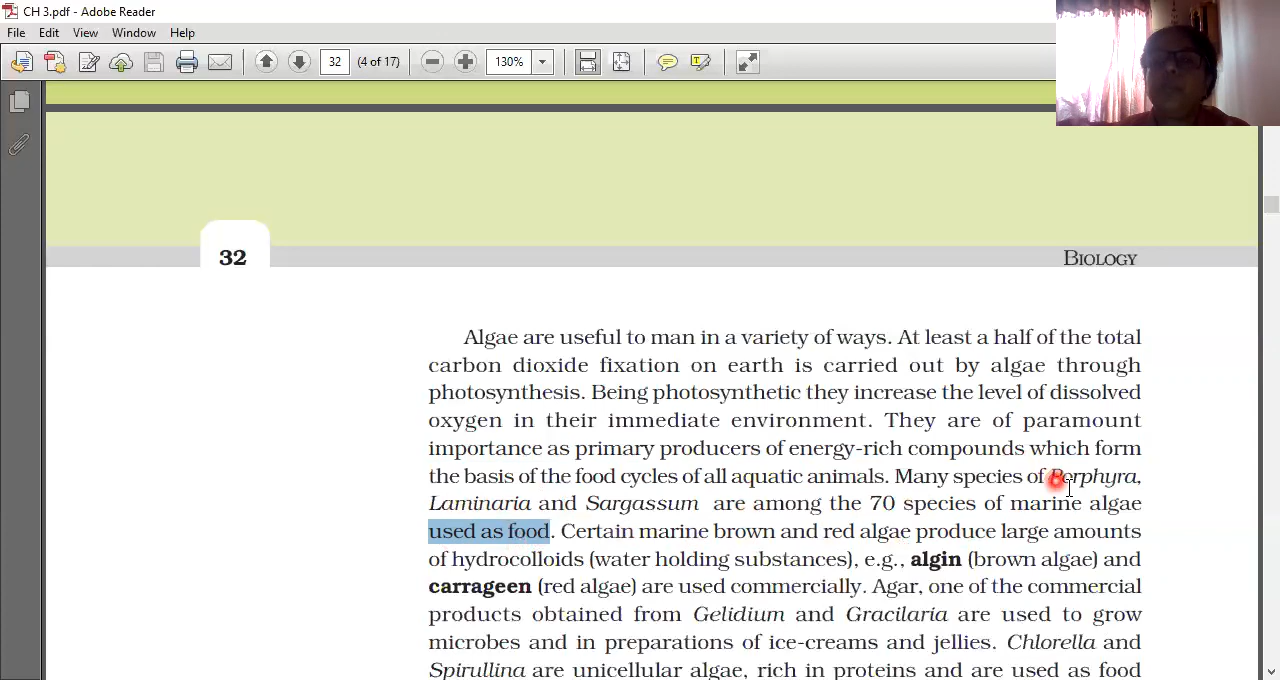 CH 3.pdf - Adobe Reader
File Edit View Window Help
32 (4 of 17) 130%
32
BIOLOGY
Algae are useful to man in a variety of ways. At least a half of the total
carbon dioxide fixation on earth is carried out by algae through
photosynthesis. Being photosynthetic they increase the level of dissolved
oxygen in their immediate environment. They are of paramount
importance as primary producers of energy-rich compounds which form
the basis of the food cycles of all aquatic animals. Many species of Porphyra,
Laminaria and Sargassum are among the 70 species of marine algae
used as food. Certain marine brown and red algae produce large amounts
of hydrocolloids (water holding substances), e.g., algin (brown algae) and
carrageen (red algae) are used commercially. Agar, one of the commercial
products obtained from Gelidium and Gracilaria are used to grow
microbes and in preparations of ice-creams and jellies. Chlorella and
Spirullina are unicellular algae, rich in proteins and are used as food